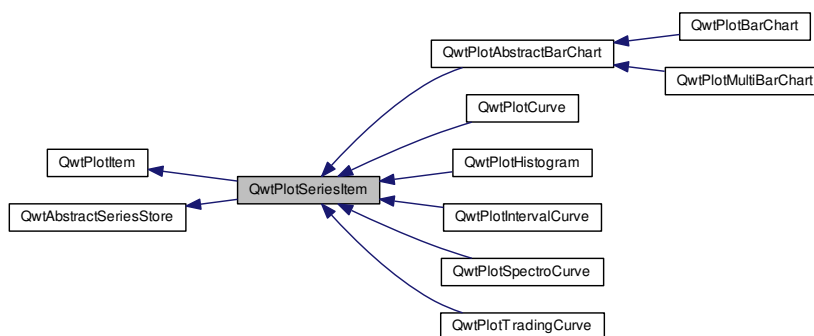 QwtPlotBarChart
QwtPlotAbstractBarChart
QwtPlotMultiBarChart
QwtPlotCurve
QwtPlotItem
QwtPlotHistogram
QwtPlotSeriesItem
QwtAbstractSeriesStore
QwtPlotIntervalCurve
QwtPlotSpectroCurve
QwtPlotTradingCurve